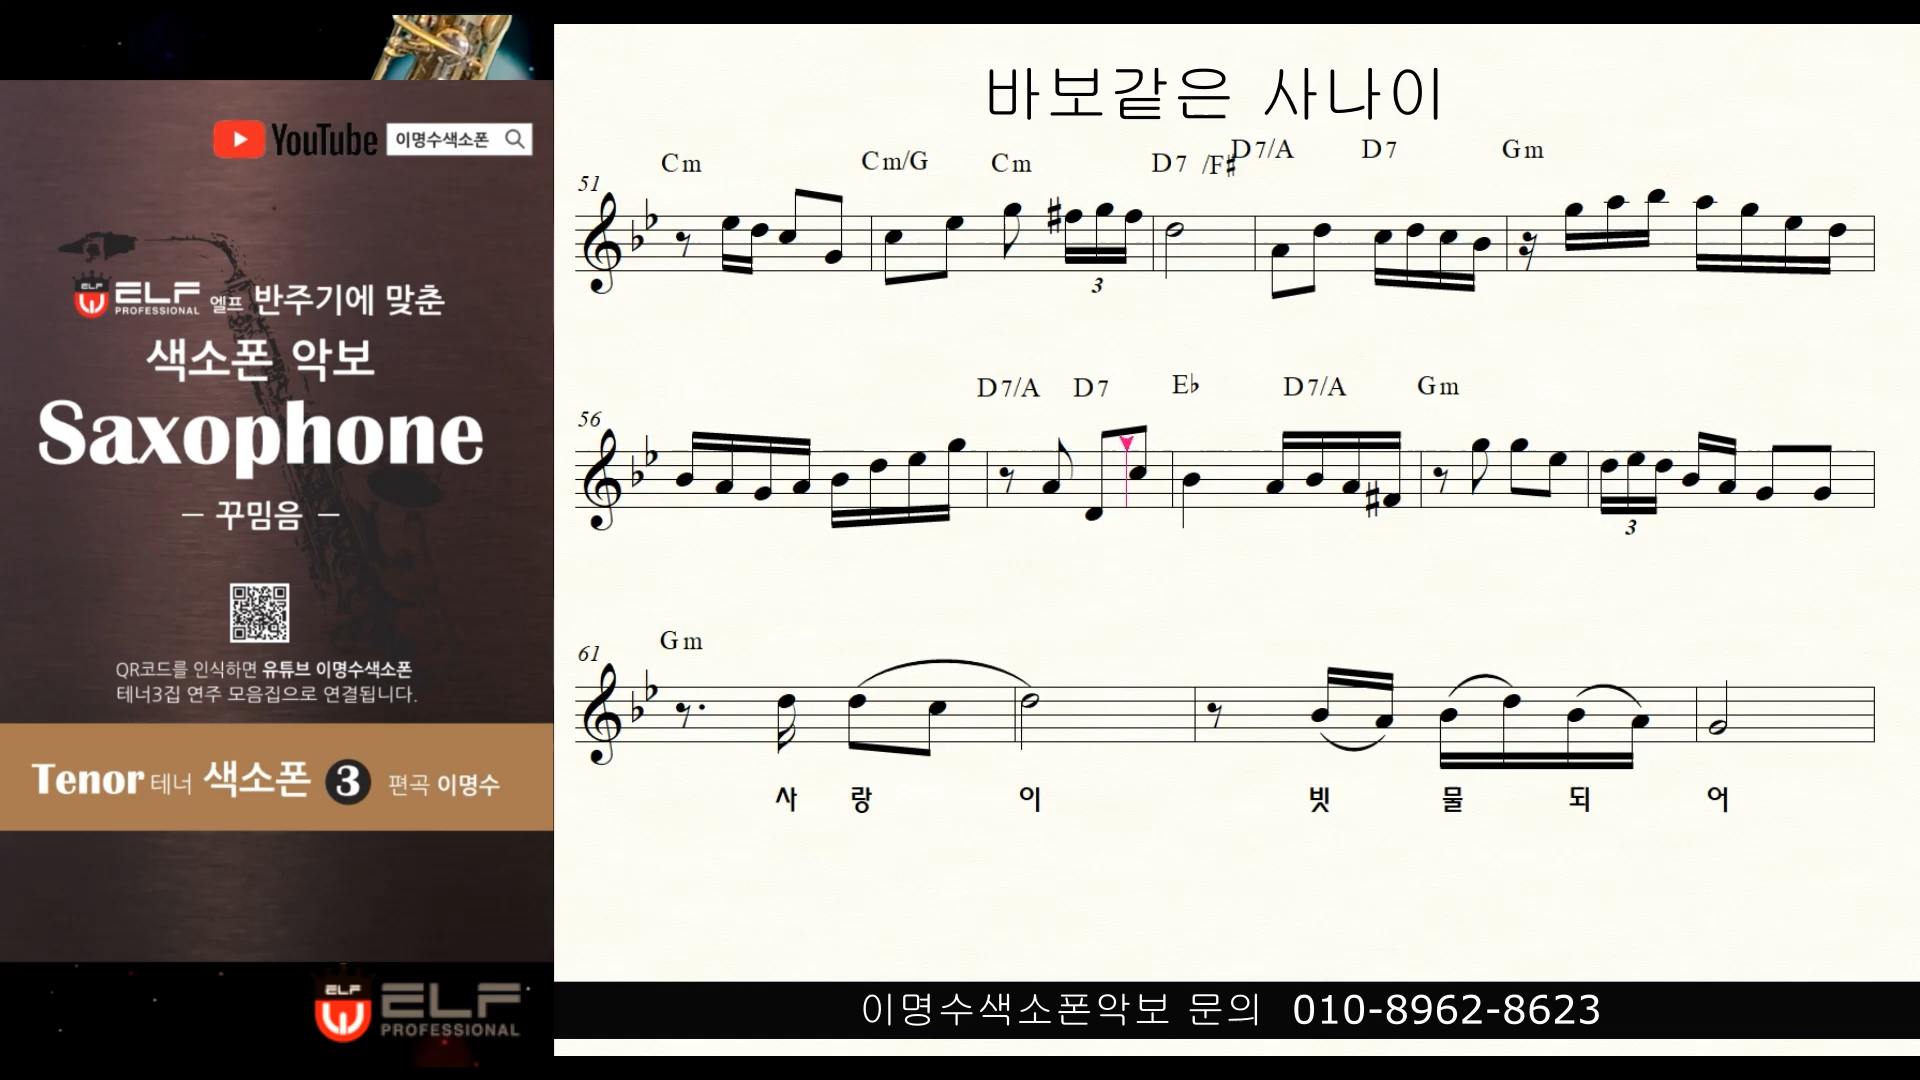 YouTube 이명수색소폰
ELF PROFESSIONAL 엘프 반주기에 맞춘
색소폰 악보
Saxophone
– 꾸밈음 –
QR코드를 인식하면 유튜브 이명수색소폰
테너3집 연주 모음집으로 연결됩니다.
Tenor 테너 색소폰 3 편곡 이명수
ELF
ELF
PROFESSIONAL
바보같은 사나이
Cm Cm/G Cm D7 /F♯ D7/A D7 Gm
51
3
D7/A D7 E♭ D7/A Gm
56
3
Gm
61
사 랑 이 빗 물 되 어
이명수색소폰악보 문의 010-8962-8623